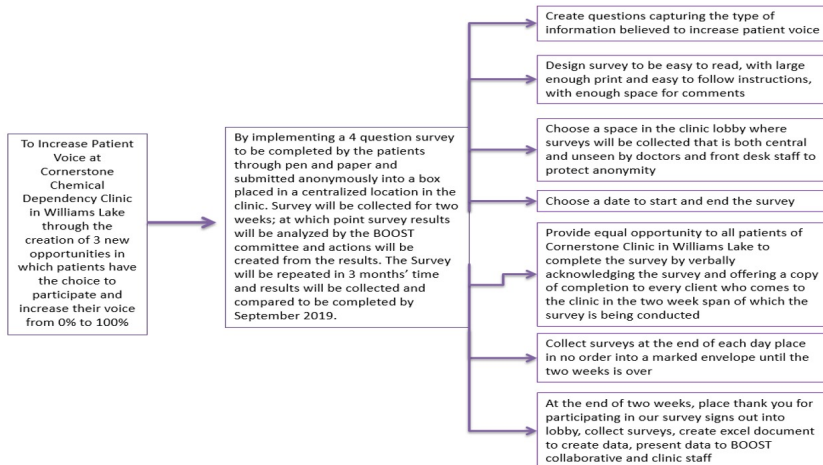 To Increase Patient
Voice at
Cornerstone
Chemical
Dependency Clinic
in Williams Lake
through the
creation of 3 new
opportunities in
which patients have
the choice to
participate and
increase their voice
from 0% to 100%
By implementing a 4 question survey
to be completed by the patients
through pen and paper and
submitted anonymously into a box
placed in a centralized location in the
clinic. Survey will be collected for two
weeks; at which point survey results
will be analyzed by the BOOST
committee and actions will be
created from the results. The Survey
will be repeated in 3 months’ time
and results will be collected and
compared to be completed by
September 2019.
Create questions capturing the type of
information believed to increase patient voice
Design survey to be easy to read, with large
enough print and easy to follow instructions,
with enough space for comments
Choose a space in the clinic lobby where
surveys will be collected that is both central
and unseen by doctors and front desk staff to
protect anonymity
Choose a date to start and end the survey
Provide equal opportunity to all patients of
Cornerstone Clinic in Williams Lake to
complete the survey by verbally
acknowledging the survey and offering a copy
of completion to every client who comes to
the clinic in the two week span of which the
survey is being conducted
Collect surveys at the end of each day place
in no order into a marked envelope until the
two weeks is over
At the end of two weeks, place thank you for
participating in our survey signs out into
lobby, collect surveys, create excel document
to create data, present data to BOOST
collaborative and clinic staff